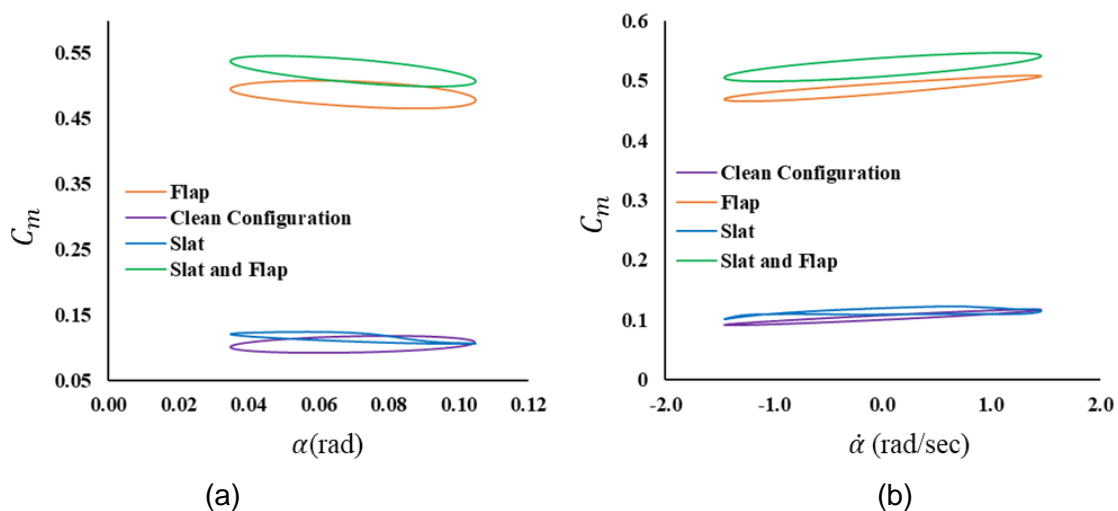 0.55
0.45
0.35
0.25
0.15
0.05
C_m
Flap
Clean Configuration
Slat
Slat and Flap
0.00 0.02 0.04 0.06 0.08 0.10 0.12
α(rad)
(a)
0.6
0.5
0.4
0.3
0.2
0.1
0
C_m
Clean Configuration
Flap
Slat
Slat and Flap
-2.0 -1.0 0.0 1.0 2.0
α̇ (rad/sec)
(b)